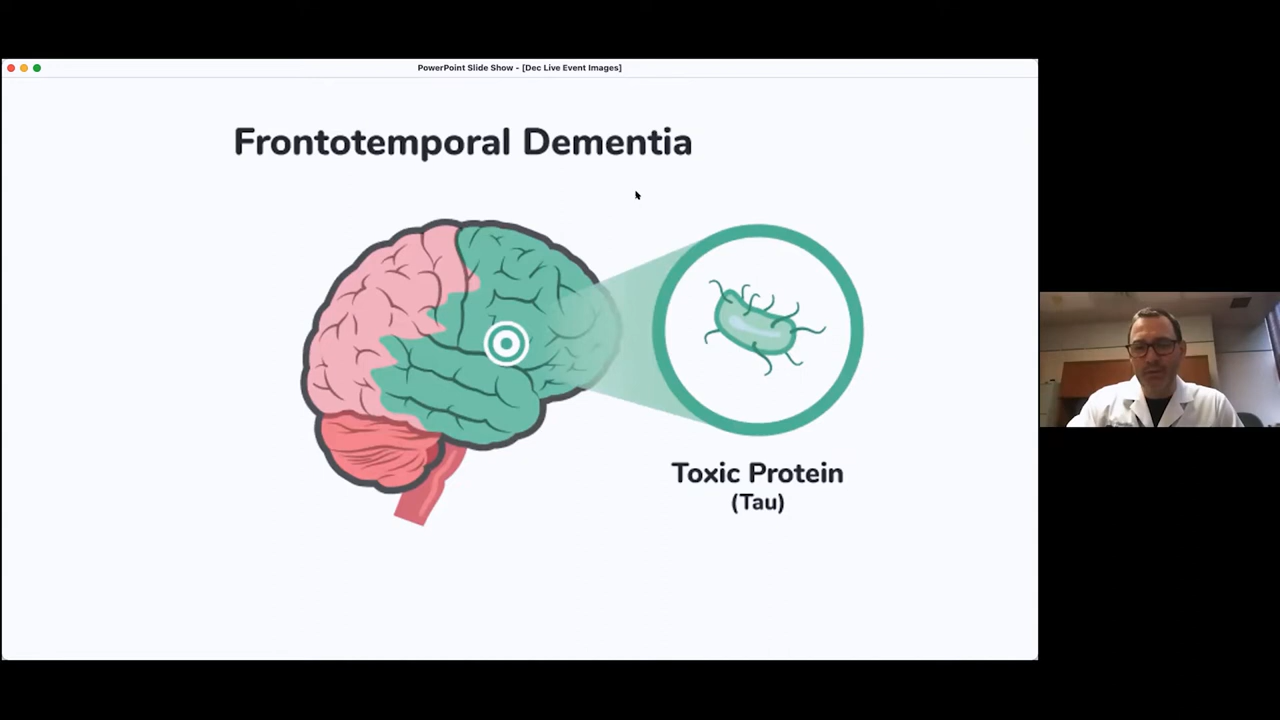 PowerPoint Slide Show - [Dec Live Event Images]
Frontotemporal Dementia
Toxic Protein
(Tau)